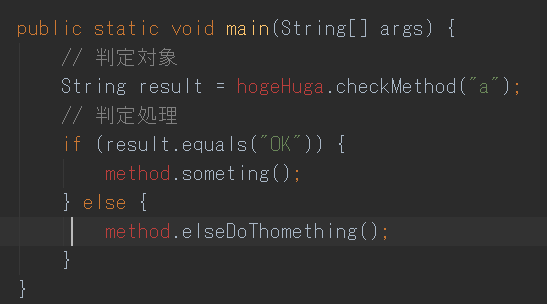 public static void main(String[] args) {
// 判定対象
String result = hogeHuga.checkMethod("a");
// 判定処理
if (result.equals("OK")) {
method.someting();
} else {
method.elseDoThomething();
}
}